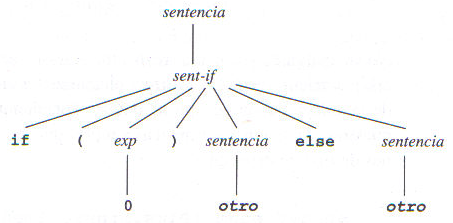 sentencia
sent-if
if ( exp ) sentencia else sentencia
0 otro otro